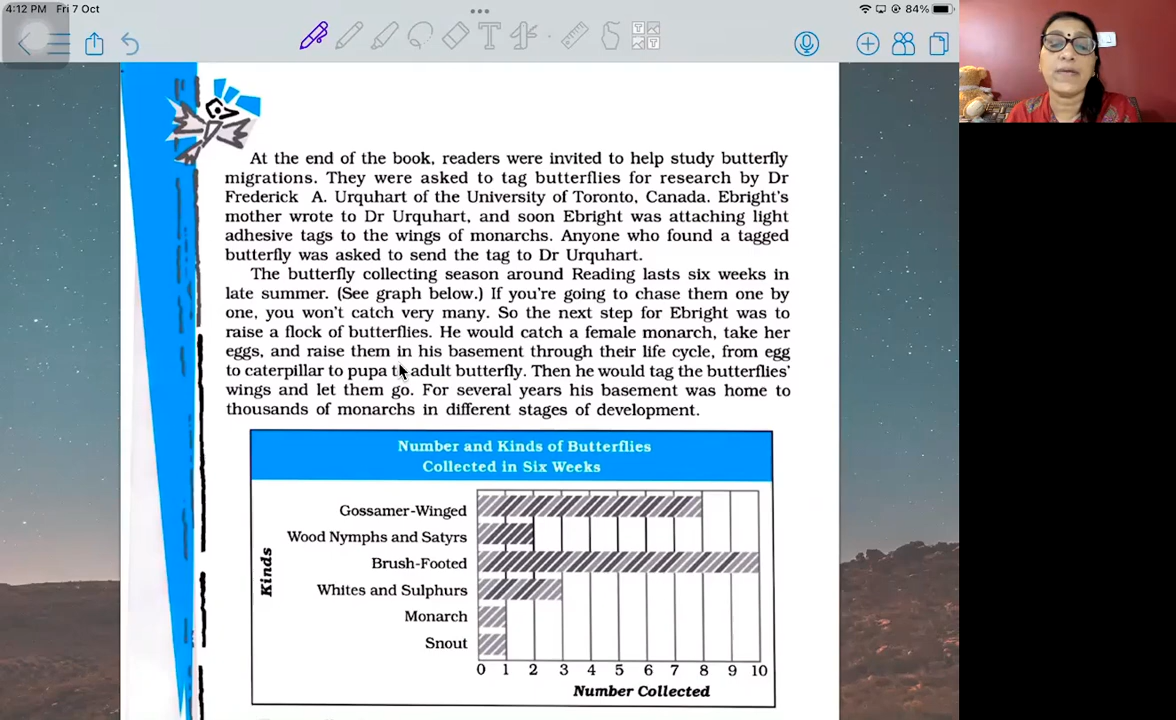 4:12 PM Fri 7 Oct
84%
At the end of the book, readers were invited to help study butterfly
migrations. They were asked to tag butterflies for research by Dr
Frederick A. Urquhart of the University of Toronto, Canada. Ebright's
mother wrote to Dr Urquhart, and soon Ebright was attaching light
adhesive tags to the wings of monarchs. Anyone who found a tagged
butterfly was asked to send the tag to Dr Urquhart.
The butterfly collecting season around Reading lasts six weeks in
late summer. (See graph below.) If you're going to chase them one by
one, you won't catch very many. So the next step for Ebright was to
raise a flock of butterflies. He would catch a female monarch, take her
eggs, and raise them in his basement through their life cycle, from egg
to caterpillar to pupa to adult butterfly. Then he would tag the butterflies'
wings and let them go. For several years his basement was home to
thousands of monarchs in different stages of development.
Number and Kinds of Butterflies
Collected in Six Weeks
Kinds
Gossamer-Winged
Wood Nymphs and Satyrs
Brush-Footed
Whites and Sulphurs
Monarch
Snout
0 1 2 3 4 5 6 7 8 9 10
Number Collected